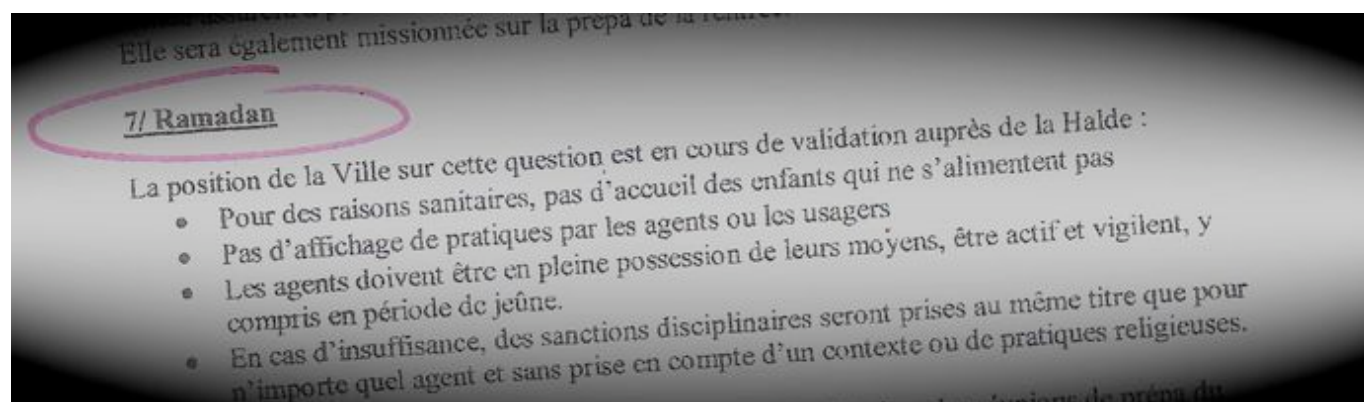 Elle sera également missionnée sur la prépa de la
7/ Ramadan
La position de la Ville sur cette question est en cours de validation auprès de la Halde :
• Pour des raisons sanitaires, pas d'accueil des enfants qui ne s'alimentent pas
• Pas d'affichage de pratiques par les agents ou les usagers
• Les agents doivent être en pleine possession de leurs moyens, être actif et vigilent, y
compris en période de jeûne.
• En cas d'insuffisance, des sanctions disciplinaires seront prises au même titre que pour
n'importe quel agent et sans prise en compte d'un contexte ou de pratiques religieuses.
de prépa du